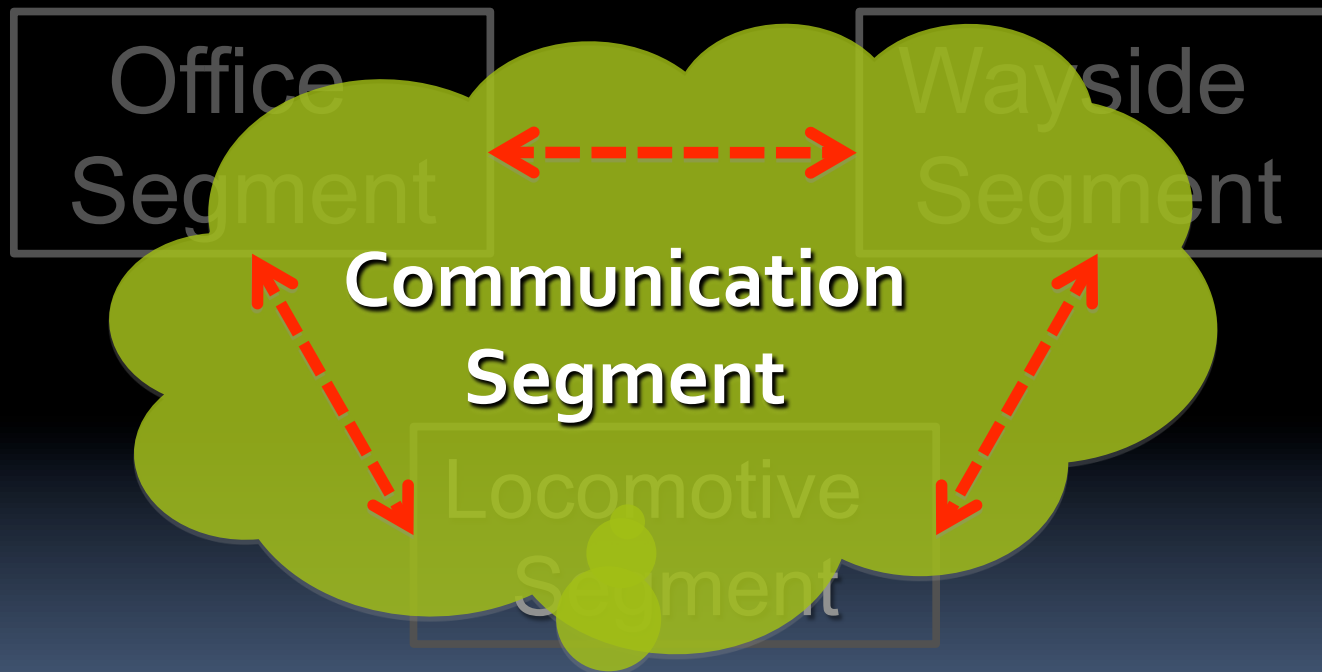 Office
Segment
Wayside
Segment
Communication
Segment
Locomotive
Segment